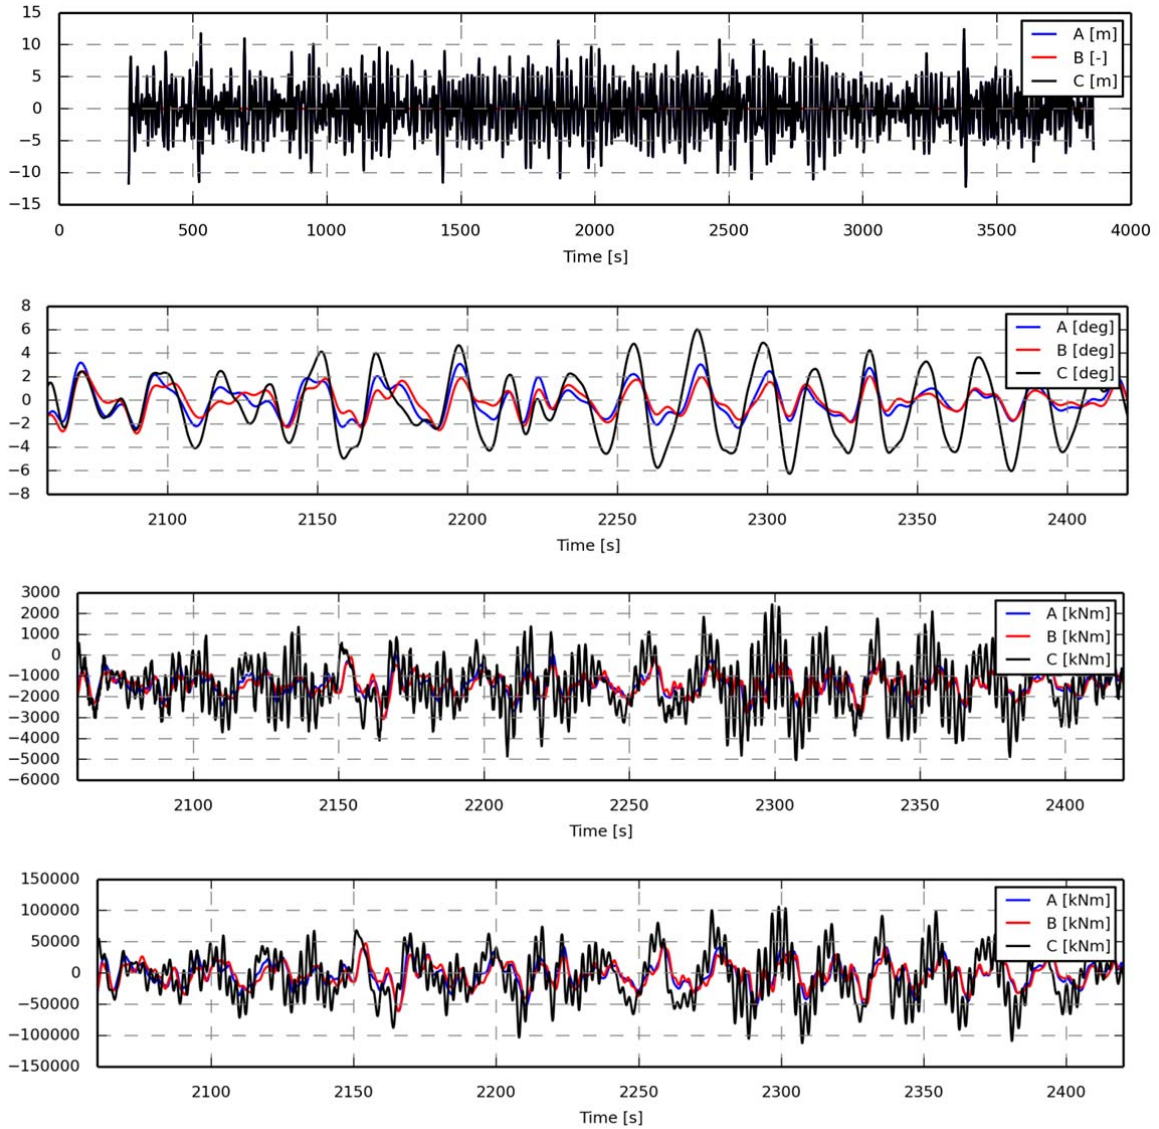 15
10
5
0
−5
−10
−15
A [m]
B [-]
C [m]
0 500 1000 1500 2000 2500 3000 3500 4000
Time [s]
8
6
4
2
0
−2
−4
−6
−8
A [deg]
B [deg]
C [deg]
2100 2150 2200 2250 2300 2350 2400
Time [s]
3000
2000
1000
0
−1000
−2000
−3000
−4000
−5000
−6000
A [kNm]
B [kNm]
C [kNm]
2100 2150 2200 2250 2300 2350 2400
Time [s]
150000
100000
50000
0
−50000
−100000
−150000
A [kNm]
B [kNm]
C [kNm]
2100 2150 2200 2250 2300 2350 2400
Time [s]